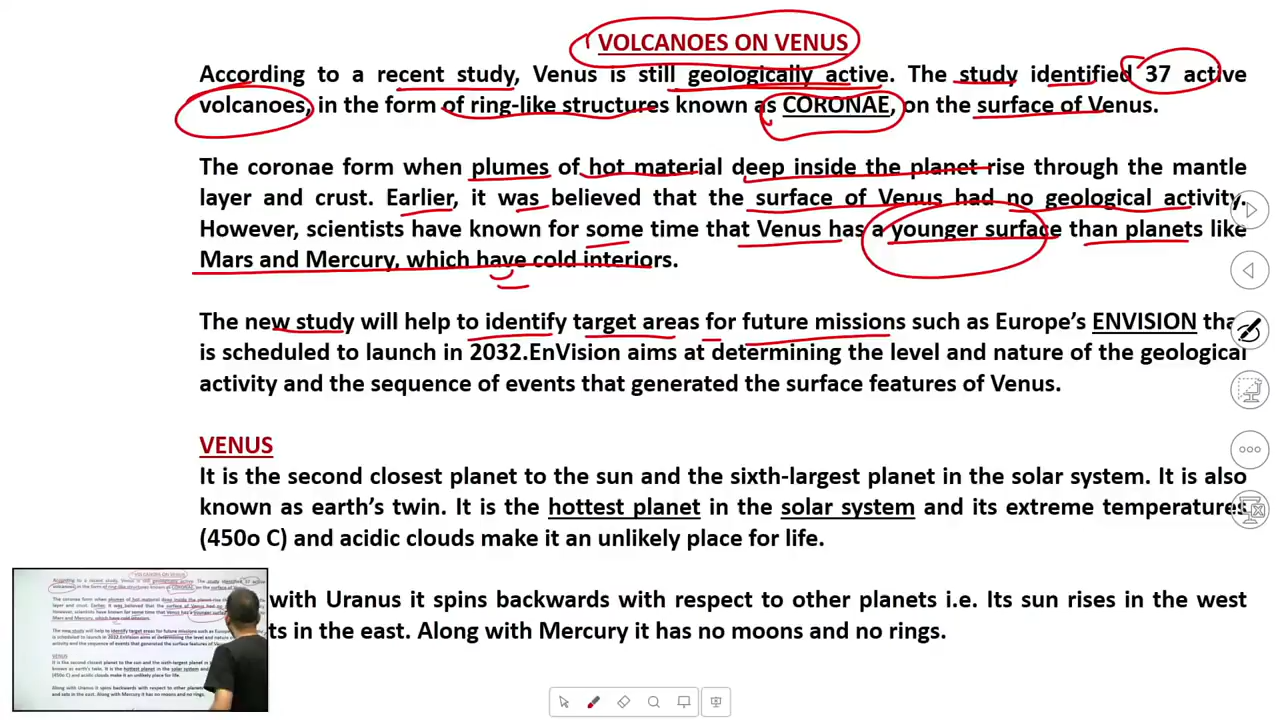 VOLCANOES ON VENUS
According to a recent study, Venus is still geologically active. The study identified 37 active
volcanoes, in the form of ring-like structures known as CORONAE, on the surface of Venus.
The coronae form when plumes of hot material deep inside the planet rise through the mantle
layer and crust. Earlier, it was believed that the surface of Venus had no geological activity.
However, scientists have known for some time that Venus has a younger surface than planets like
Mars and Mercury, which have cold interiors.
The new study will help to identify target areas for future missions such as Europe's ENVISION
is scheduled to launch in 2032.EnVision aims at determining the level and nature of the geological
activity and the sequence of events that generated the surface features of Venus.
VENUS
It is the second closest planet to the sun and the sixth-largest planet in the solar system. It is also
known as earth's twin. It is the hottest planet in the solar system and its extreme temperatures
(450o C) and acidic clouds make it an unlikely place for life.
with Uranus it spins backwards with respect to other planets i.e. Its sun rises in the west
in the east. Along with Mercury it has no moons and no rings.